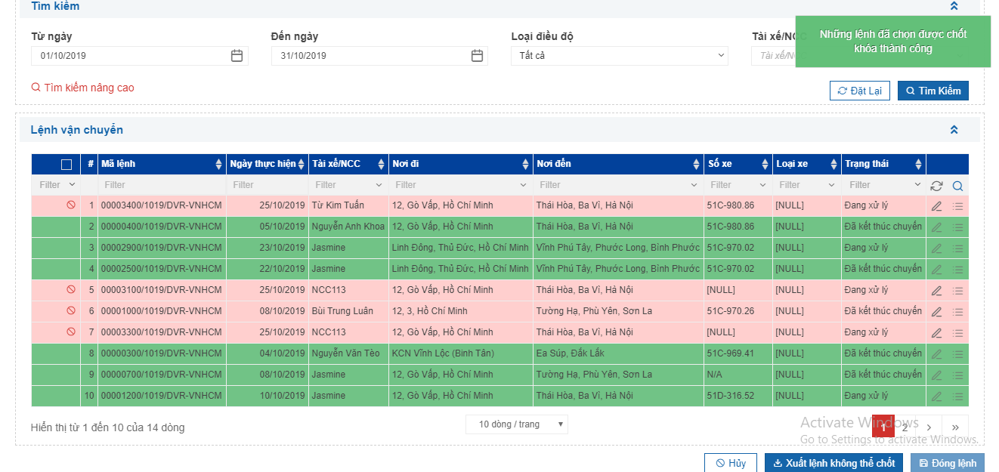 Tìm kiếm
Từ ngày
Đến ngày
Loại điều độ
Tài xế/NCC
Những lệnh đã chọn được chốt
khóa thành công
01/10/2019
31/10/2019
Tất cả
Tài xế/NCC
Tìm kiếm nâng cao
Đặt Lại
Tìm Kiếm
Lệnh vận chuyển
# Mã lệnh Ngày thực hiện Tài xế/NCC Nơi đi Nơi đến Số xe Loại xe Trạng thái
Filter Filter Filter Filter Filter Filter Filter Filter Filter
1 00003400/1019/DVR-VNHCM 25/10/2019 Từ Kim Tuấn 12, Gò Vấp, Hồ Chí Minh Thái Hòa, Ba Vì, Hà Nội 51C-980.86 [NULL] Đang xử lý
2 00000400/1019/DVR-VNHCM 05/10/2019 Nguyễn Anh Khoa 12, Gò Vấp, Hồ Chí Minh Thái Hòa, Ba Vì, Hà Nội 51C-980.86 [NULL] Đã kết thúc chuyến
3 00002900/1019/DVR-VNHCM 23/10/2019 Jasmine Linh Đông, Thủ Đức, Hồ Chí Minh Vĩnh Phú Tây, Phước Long, Bình Phước 51C-970.02 [NULL] Đang xử lý
4 00002500/1019/DVR-VNHCM 22/10/2019 Jasmine Linh Đông, Thủ Đức, Hồ Chí Minh Vĩnh Phú Tây, Phước Long, Bình Phước 51C-970.02 [NULL] Đã kết thúc chuyến
5 00003100/1019/DVR-VNHCM 25/10/2019 NCC113 12, Gò Vấp, Hồ Chí Minh Thái Hòa, Ba Vì, Hà Nội [NULL] [NULL] Đang xử lý
6 00001000/1019/DVR-VNHCM 08/10/2019 Bùi Trung Luân 12, 3, Hồ Chí Minh Tường Hạ, Phù Yên, Sơn La 51C-970.26 [NULL] Đã kết thúc chuyến
7 00003300/1019/DVR-VNHCM 25/10/2019 NCC113 12, Gò Vấp, Hồ Chí Minh Thái Hòa, Ba Vì, Hà Nội [NULL] [NULL] Đang xử lý
8 00000300/1019/DVR-VNHCM 04/10/2019 Nguyễn Văn Tèo KCN Vĩnh Lộc (Bình Tân) Ea Súp, Đắk Lắk 51C-969.41 [NULL] Đã kết thúc chuyến
9 00000700/1019/DVR-VNHCM 08/10/2019 Jasmine 12, Gò Vấp, Hồ Chí Minh Tường Hạ, Phù Yên, Sơn La N/A [NULL] Đã kết thúc chuyến
10 00001200/1019/DVR-VNHCM 10/10/2019 Jasmine 12, Gò Vấp, Hồ Chí Minh Thái Hòa, Ba Vì, Hà Nội 51D-316.52 [NULL] Đang xử lý
Hiển thị từ 1 đến 10 của 14 dòng
10 dòng / trang
1 2 › »
Activate Windows
Go to Settings to activate Windows.
Hủy
Xuất lệnh không thể chốt
Đóng lệnh